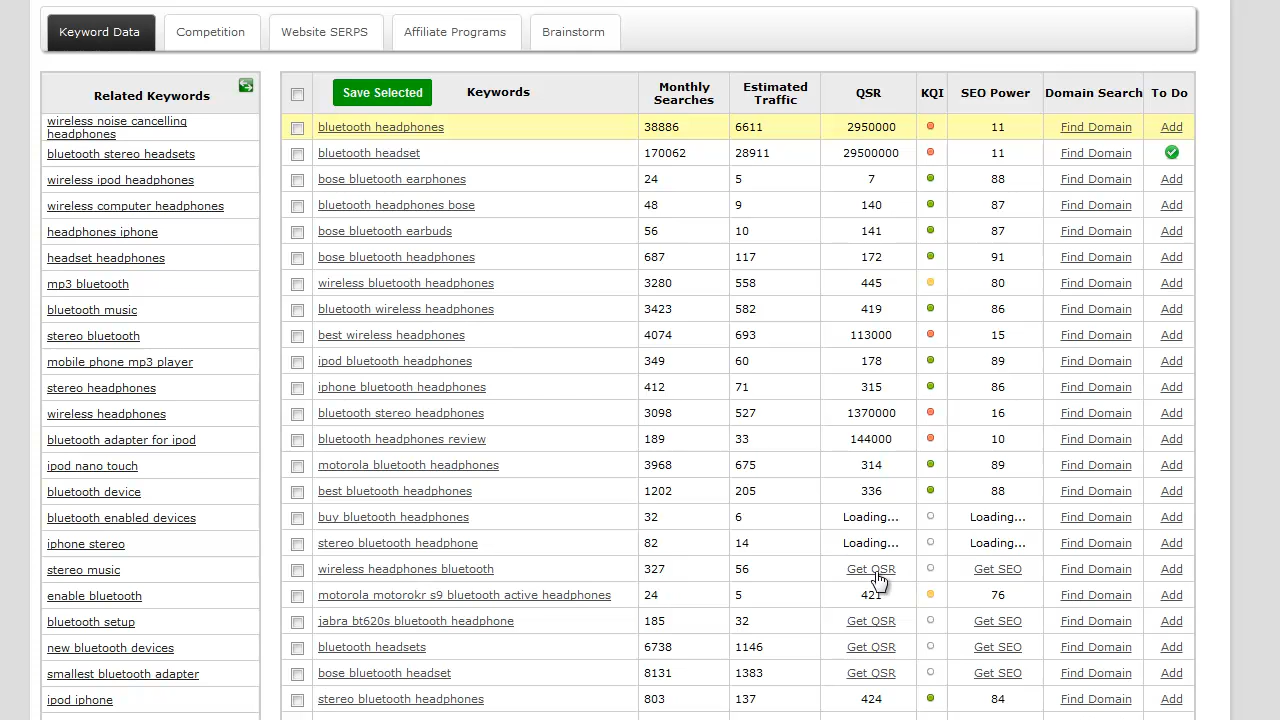 Keyword Data Competition Website SERPS Affiliate Programs Brainstorm
Related Keywords
wireless noise cancelling
headphones
bluetooth stereo headsets
wireless ipod headphones
wireless computer headphones
headphones iphone
headset headphones
mp3 bluetooth
bluetooth music
stereo bluetooth
mobile phone mp3 player
stereo headphones
wireless headphones
bluetooth adapter for ipod
ipod nano touch
bluetooth device
bluetooth enabled devices
iphone stereo
stereo music
enable bluetooth
bluetooth setup
new bluetooth devices
smallest bluetooth adapter
ipod iphone
Save Selected Keywords Monthly Searches Estimated Traffic QSR KQI SEO Power Domain Search To Do
bluetooth headphones 38886 6611 2950000 11 Find Domain Add
bluetooth headset 170062 28911 29500000 11 Find Domain
bose bluetooth earphones 24 5 7 88 Find Domain Add
bluetooth headphones bose 48 9 140 87 Find Domain Add
bose bluetooth earbuds 56 10 141 87 Find Domain Add
bose bluetooth headphones 687 117 172 91 Find Domain Add
wireless bluetooth headphones 3280 558 445 80 Find Domain Add
bluetooth wireless headphones 3423 582 419 86 Find Domain Add
best wireless headphones 4074 693 113000 15 Find Domain Add
ipod bluetooth headphones 349 60 178 89 Find Domain Add
iphone bluetooth headphones 412 71 315 86 Find Domain Add
bluetooth stereo headphones 3098 527 1370000 16 Find Domain Add
bluetooth headphones review 189 33 144000 10 Find Domain Add
motorola bluetooth headphones 3968 675 314 89 Find Domain Add
best bluetooth headphones 1202 205 336 88 Find Domain Add
buy bluetooth headphones 32 6 Loading... Loading... Find Domain Add
stereo bluetooth headphone 82 14 Loading... Loading... Find Domain Add
wireless headphones bluetooth 327 56 Get QSR Get SEO Find Domain Add
motorola motorokr s9 bluetooth active headphones 24 5 421 76 Find Domain Add
jabra bt620s bluetooth headphone 185 32 Get QSR Get SEO Find Domain Add
bluetooth headsets 6738 1146 Get QSR Get SEO Find Domain Add
bose bluetooth headset 8131 1383 Get QSR Get SEO Find Domain Add
stereo bluetooth headphones 803 137 424 84 Find Domain Add